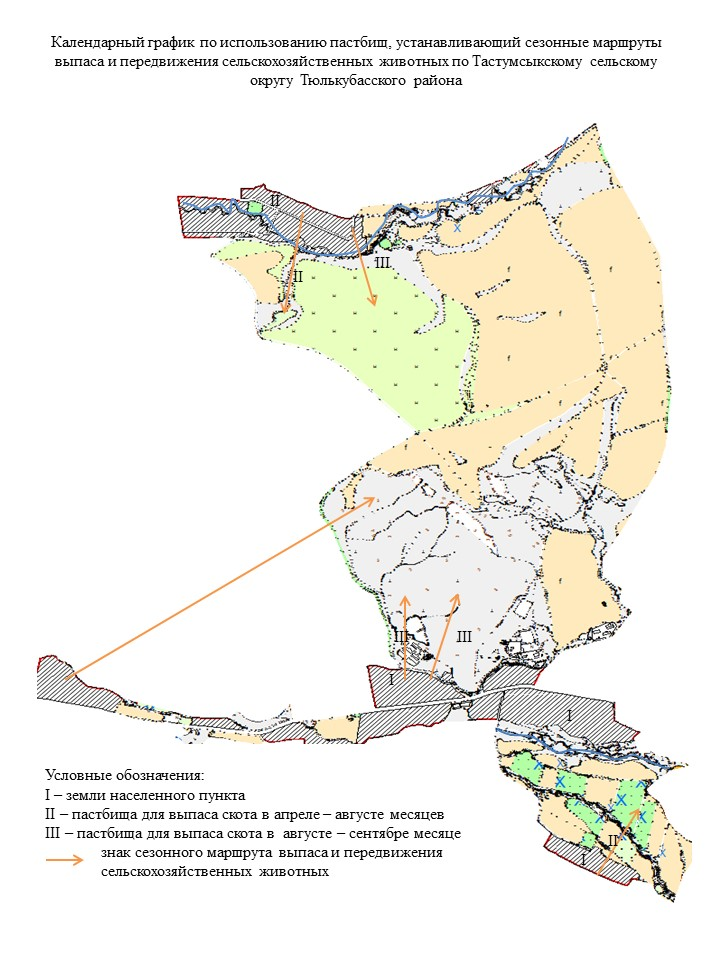 Календарный график по использованию пастбищ, устанавливающий сезонные маршруты
выпаса и передвижения сельскохозяйственных животных по Тастумсыкскому сельскому
округу Тюлькубасского района
II
II
III
III
III
I
I
II
I
Условные обозначения:
I – земли населенного пункта
II – пастбища для выпаса скота в апреле – августе месяцев
III – пастбища для выпаса скота в августе – сентябре месяце
знак сезонного маршрута выпаса и передвижения
сельскохозяйственных животных